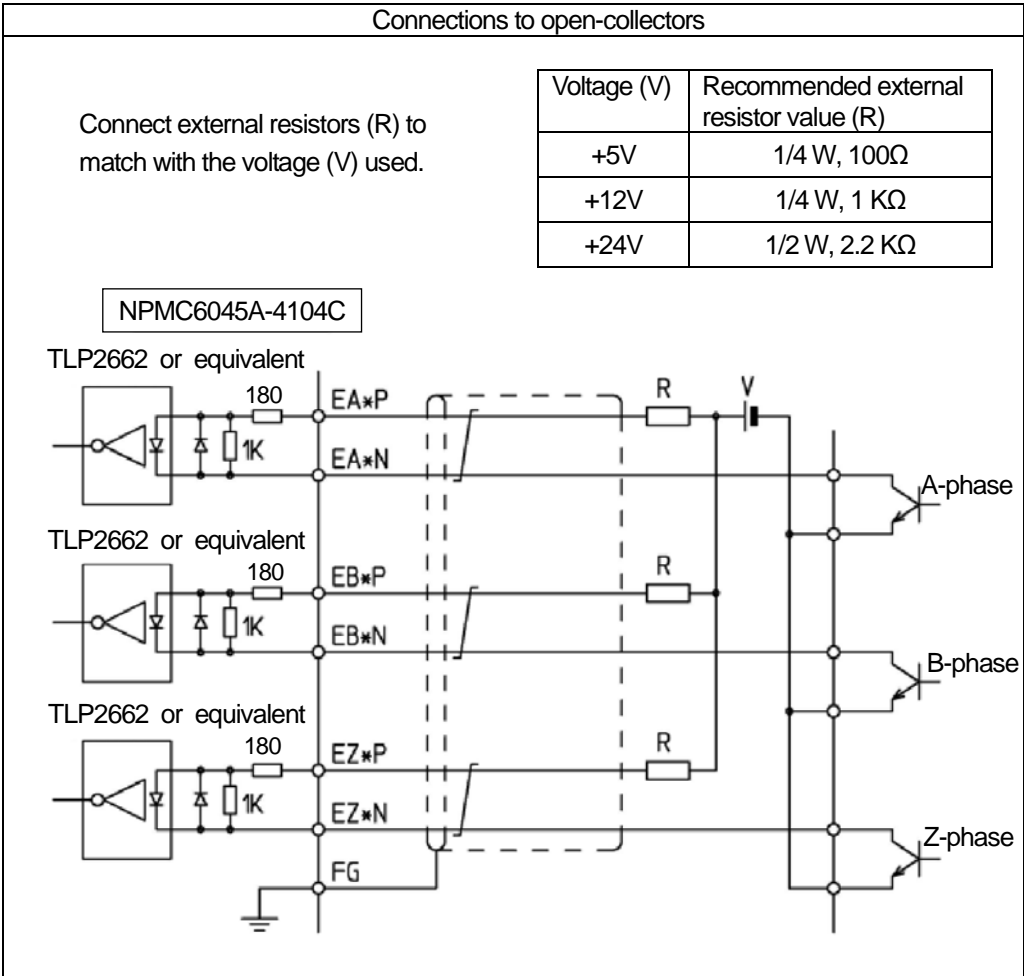 Connections to open-collectors
Connect external resistors (R) to
match with the voltage (V) used.
Voltage (V) Recommended external
resistor value (R)
+5V 1/4 W, 100Ω
+12V 1/4 W, 1 KΩ
+24V 1/2 W, 2.2 KΩ
NPMC6045A-4104C
TLP2662 or equivalent
180 EA*P R V
1K EA*N
A-phase
TLP2662 or equivalent
180 EB*P R
1K EB*N
B-phase
TLP2662 or equivalent
180 EZ*P R
1K EZ*N
Z-phase
FG